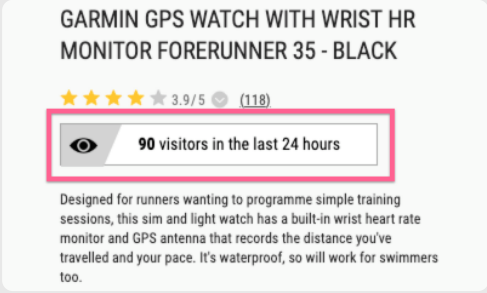 GARMIN GPS WATCH WITH WRIST HR
MONITOR FORERUNNER 35 - BLACK
3.9/5 (118)
90 visitors in the last 24 hours
Designed for runners wanting to programme simple training
sessions, this sim and light watch has a built-in wrist heart rate
monitor and GPS antenna that records the distance you've
travelled and your pace. It's waterproof, so will work for swimmers
too.